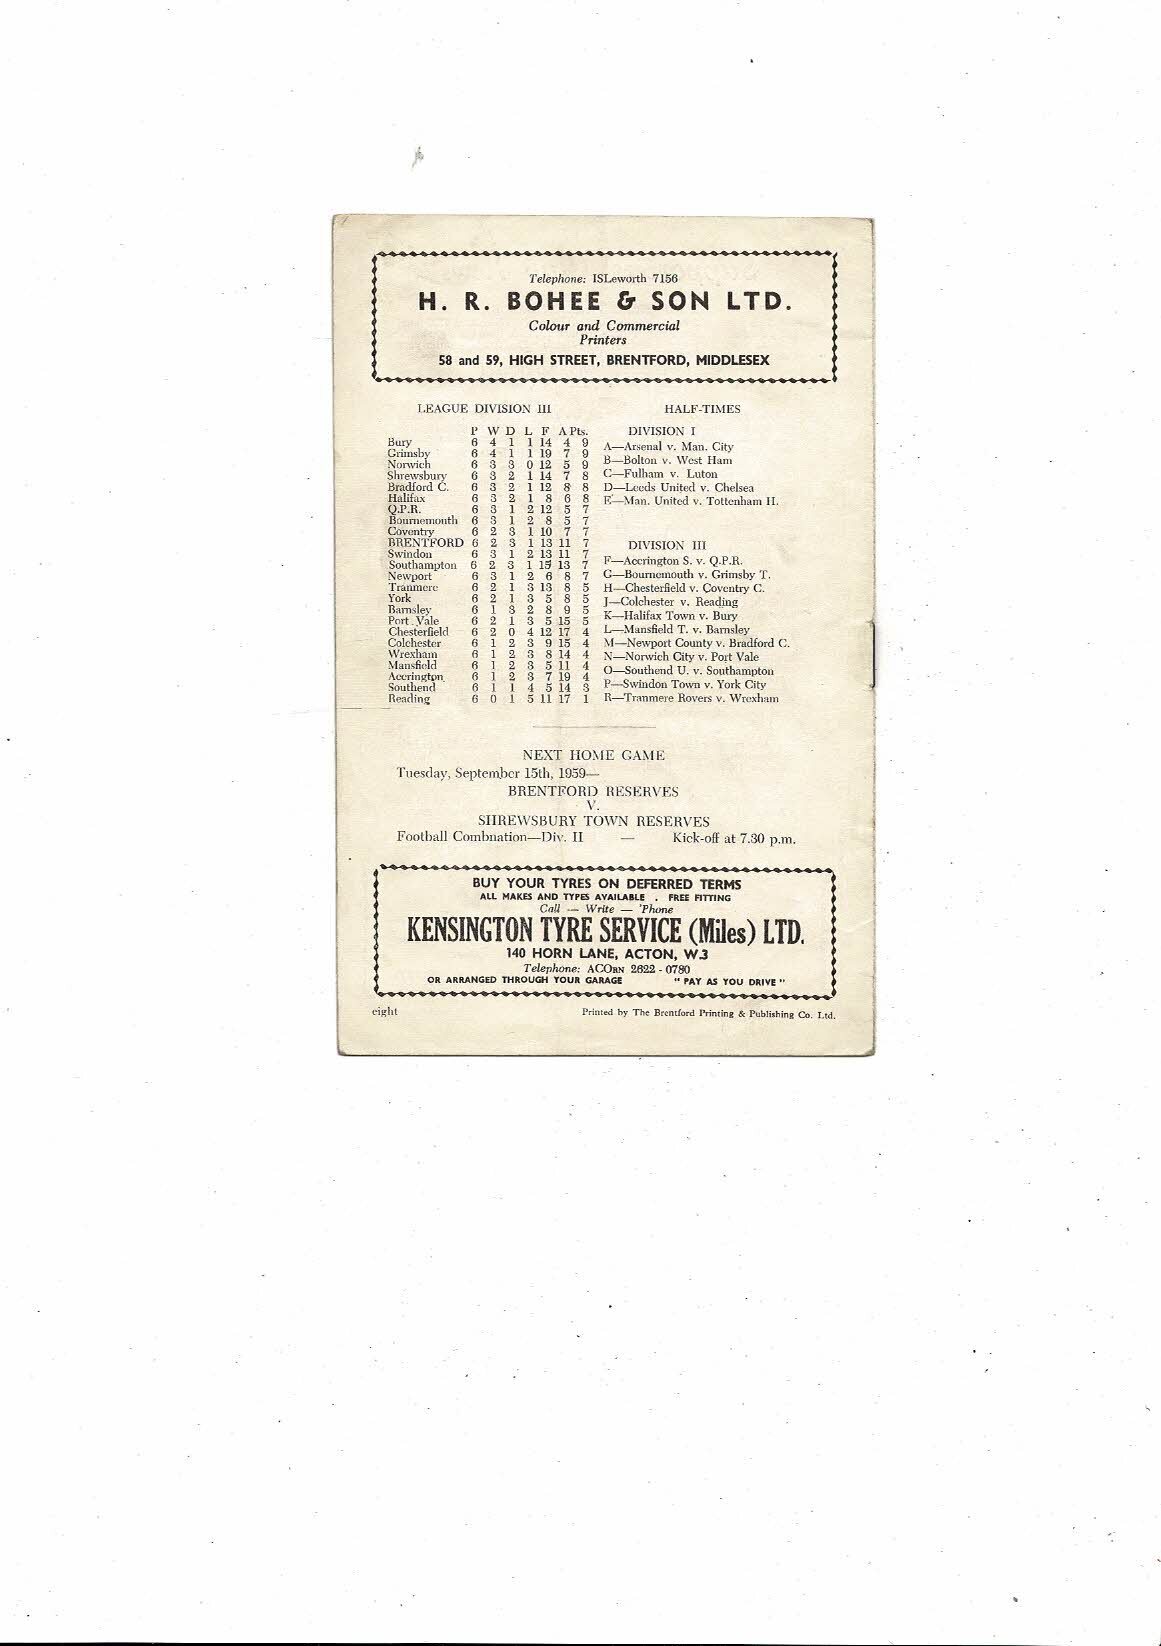 Telephone: ISLeworth 7156
H. R. BOHEE & SON LTD.
Colour and Commercial
Printers
58 and 59, HIGH STREET, BRENTFORD, MIDDLESEX
LEAGUE DIVISION III
P W D L F A Pts.
Bury 6 4 1 1 14 4 9
Grimsby 6 4 1 1 19 7 9
Norwich 6 3 3 0 12 5 9
Shrewsbury 6 3 2 1 14 7 8
Bradford C. 6 3 2 1 12 8 8
Halifax 6 3 2 1 8 6 8
Q.P.R. 6 3 1 2 12 5 7
Bournemouth 6 3 1 2 8 5 7
Coventry 6 2 3 1 10 7 7
BRENTFORD 6 2 3 1 13 11 7
Swindon 6 3 1 2 13 11 7
Southampton 6 2 3 1 15 13 7
Newport 6 3 1 2 6 8 7
Tranmere 6 2 1 3 13 8 5
York 6 2 1 3 5 8 5
Barnsley 6 1 3 2 8 9 5
Port Vale 6 2 1 3 5 15 5
Chesterfield 6 2 0 4 12 17 4
Colchester 6 1 2 3 9 15 4
Wrexham 6 1 2 3 8 14 4
Mansfield 6 1 2 3 5 11 4
Accrington 6 1 2 3 7 19 4
Southend 6 1 1 4 5 14 3
Reading 6 0 1 5 11 17 1
HALF-TIMES
DIVISION I
A—Arsenal v. Man. City
B—Bolton v. West Ham
C—Fulham v. Luton
D—Leeds United v. Chelsea
E—Man. United v. Tottenham H.
DIVISION III
F—Accrington S. v. Q.P.R.
G—Bournemouth v. Grimsby T.
H—Chesterfield v. Coventry C.
J—Colchester v. Reading
K—Halifax Town v. Bury
L—Mansfield T. v. Barnsley
M—Newport County v. Bradford C.
N—Norwich City v. Port Vale
O—Southend U. v. Southampton
P—Swindon Town v. York City
R—Tranmere Rovers v. Wrexham
NEXT HOME GAME
Tuesday, September 15th, 1959—
BRENTFORD RESERVES
V.
SHREWSBURY TOWN RESERVES
Football Combnation—Div. II — Kick-off at 7.30 p.m.
BUY YOUR TYRES ON DEFERRED TERMS
ALL MAKES AND TYPES AVAILABLE . FREE FITTING
Call — Write — 'Phone
KENSINGTON TYRE SERVICE (Miles) LTD.
140 HORN LANE, ACTON, W.3
Telephone: ACORN 2622 - 0780
OR ARRANGED THROUGH YOUR GARAGE " PAY AS YOU DRIVE "
eight Printed by The Brentford Printing & Publishing Co. Ltd.